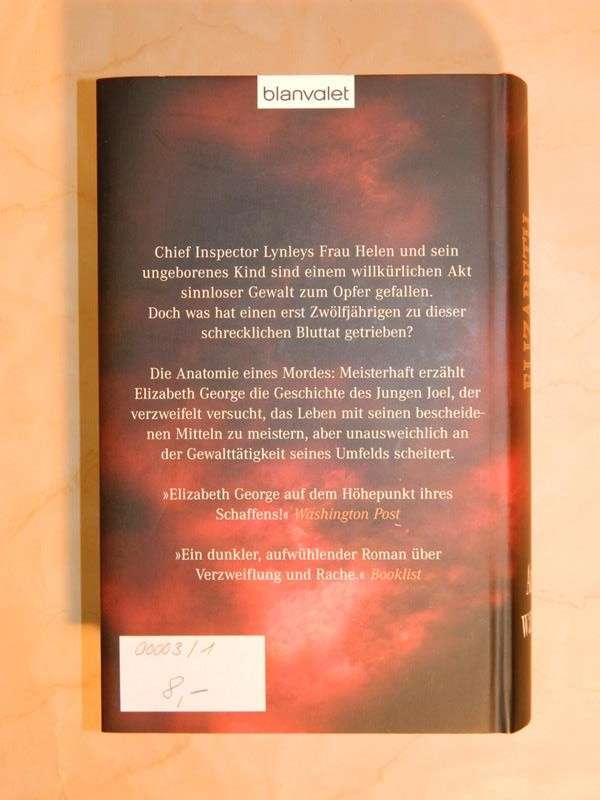 blanvalet
Chief Inspector Lynleys Frau Helen und sein
ungeborenes Kind sind einem willkürlichen Akt
sinnloser Gewalt zum Opfer gefallen.
Doch was hat einen erst Zwölfjährigen zu dieser
schrecklichen Bluttat getrieben?
Die Anatomie eines Mordes: Meisterhaft erzählt
Elizabeth George die Geschichte des Jungen Joel, der
verzweifelt versucht, das Leben mit seinen bescheide-
nen Mitteln zu meistern, aber unausweichlich an
der Gewalttätigkeit seines Umfelds scheitert.
»Elizabeth George auf dem Höhepunkt ihres
Schaffens!« Washington Post
»Ein dunkler, aufwühlender Roman über
Verzweiflung und Rache.« Booklist
00003/1
8,–
ELIZABETH